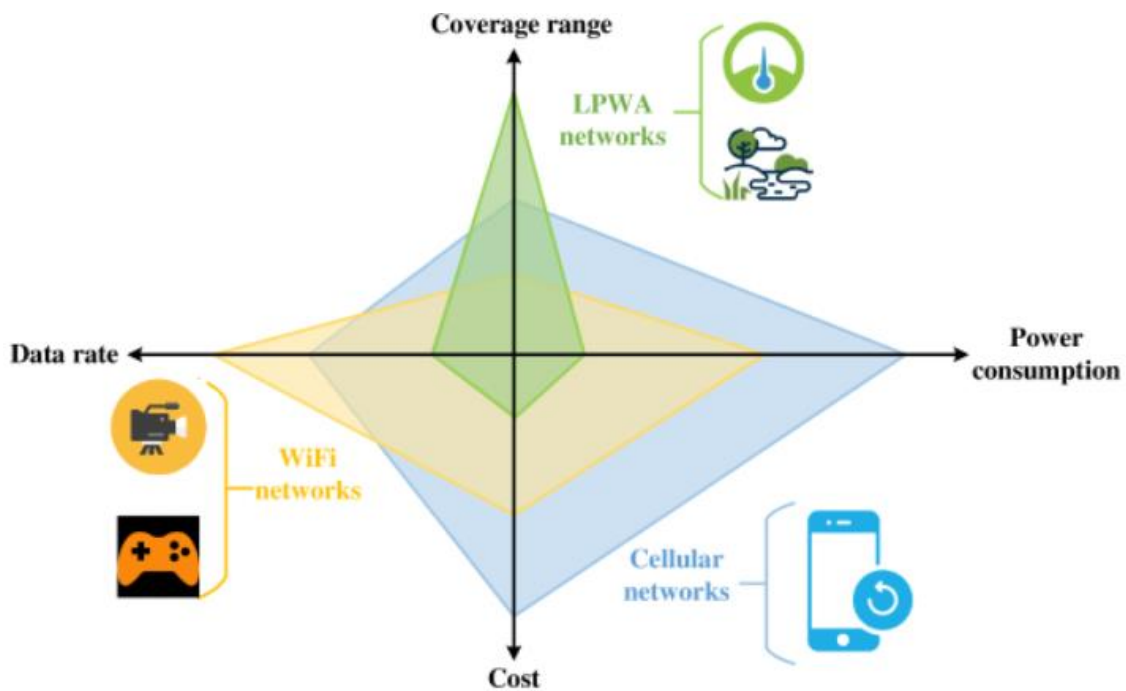 Coverage range
LPWA
networks
Data rate
Power
consumption
WiFi
networks
Cellular
networks
Cost